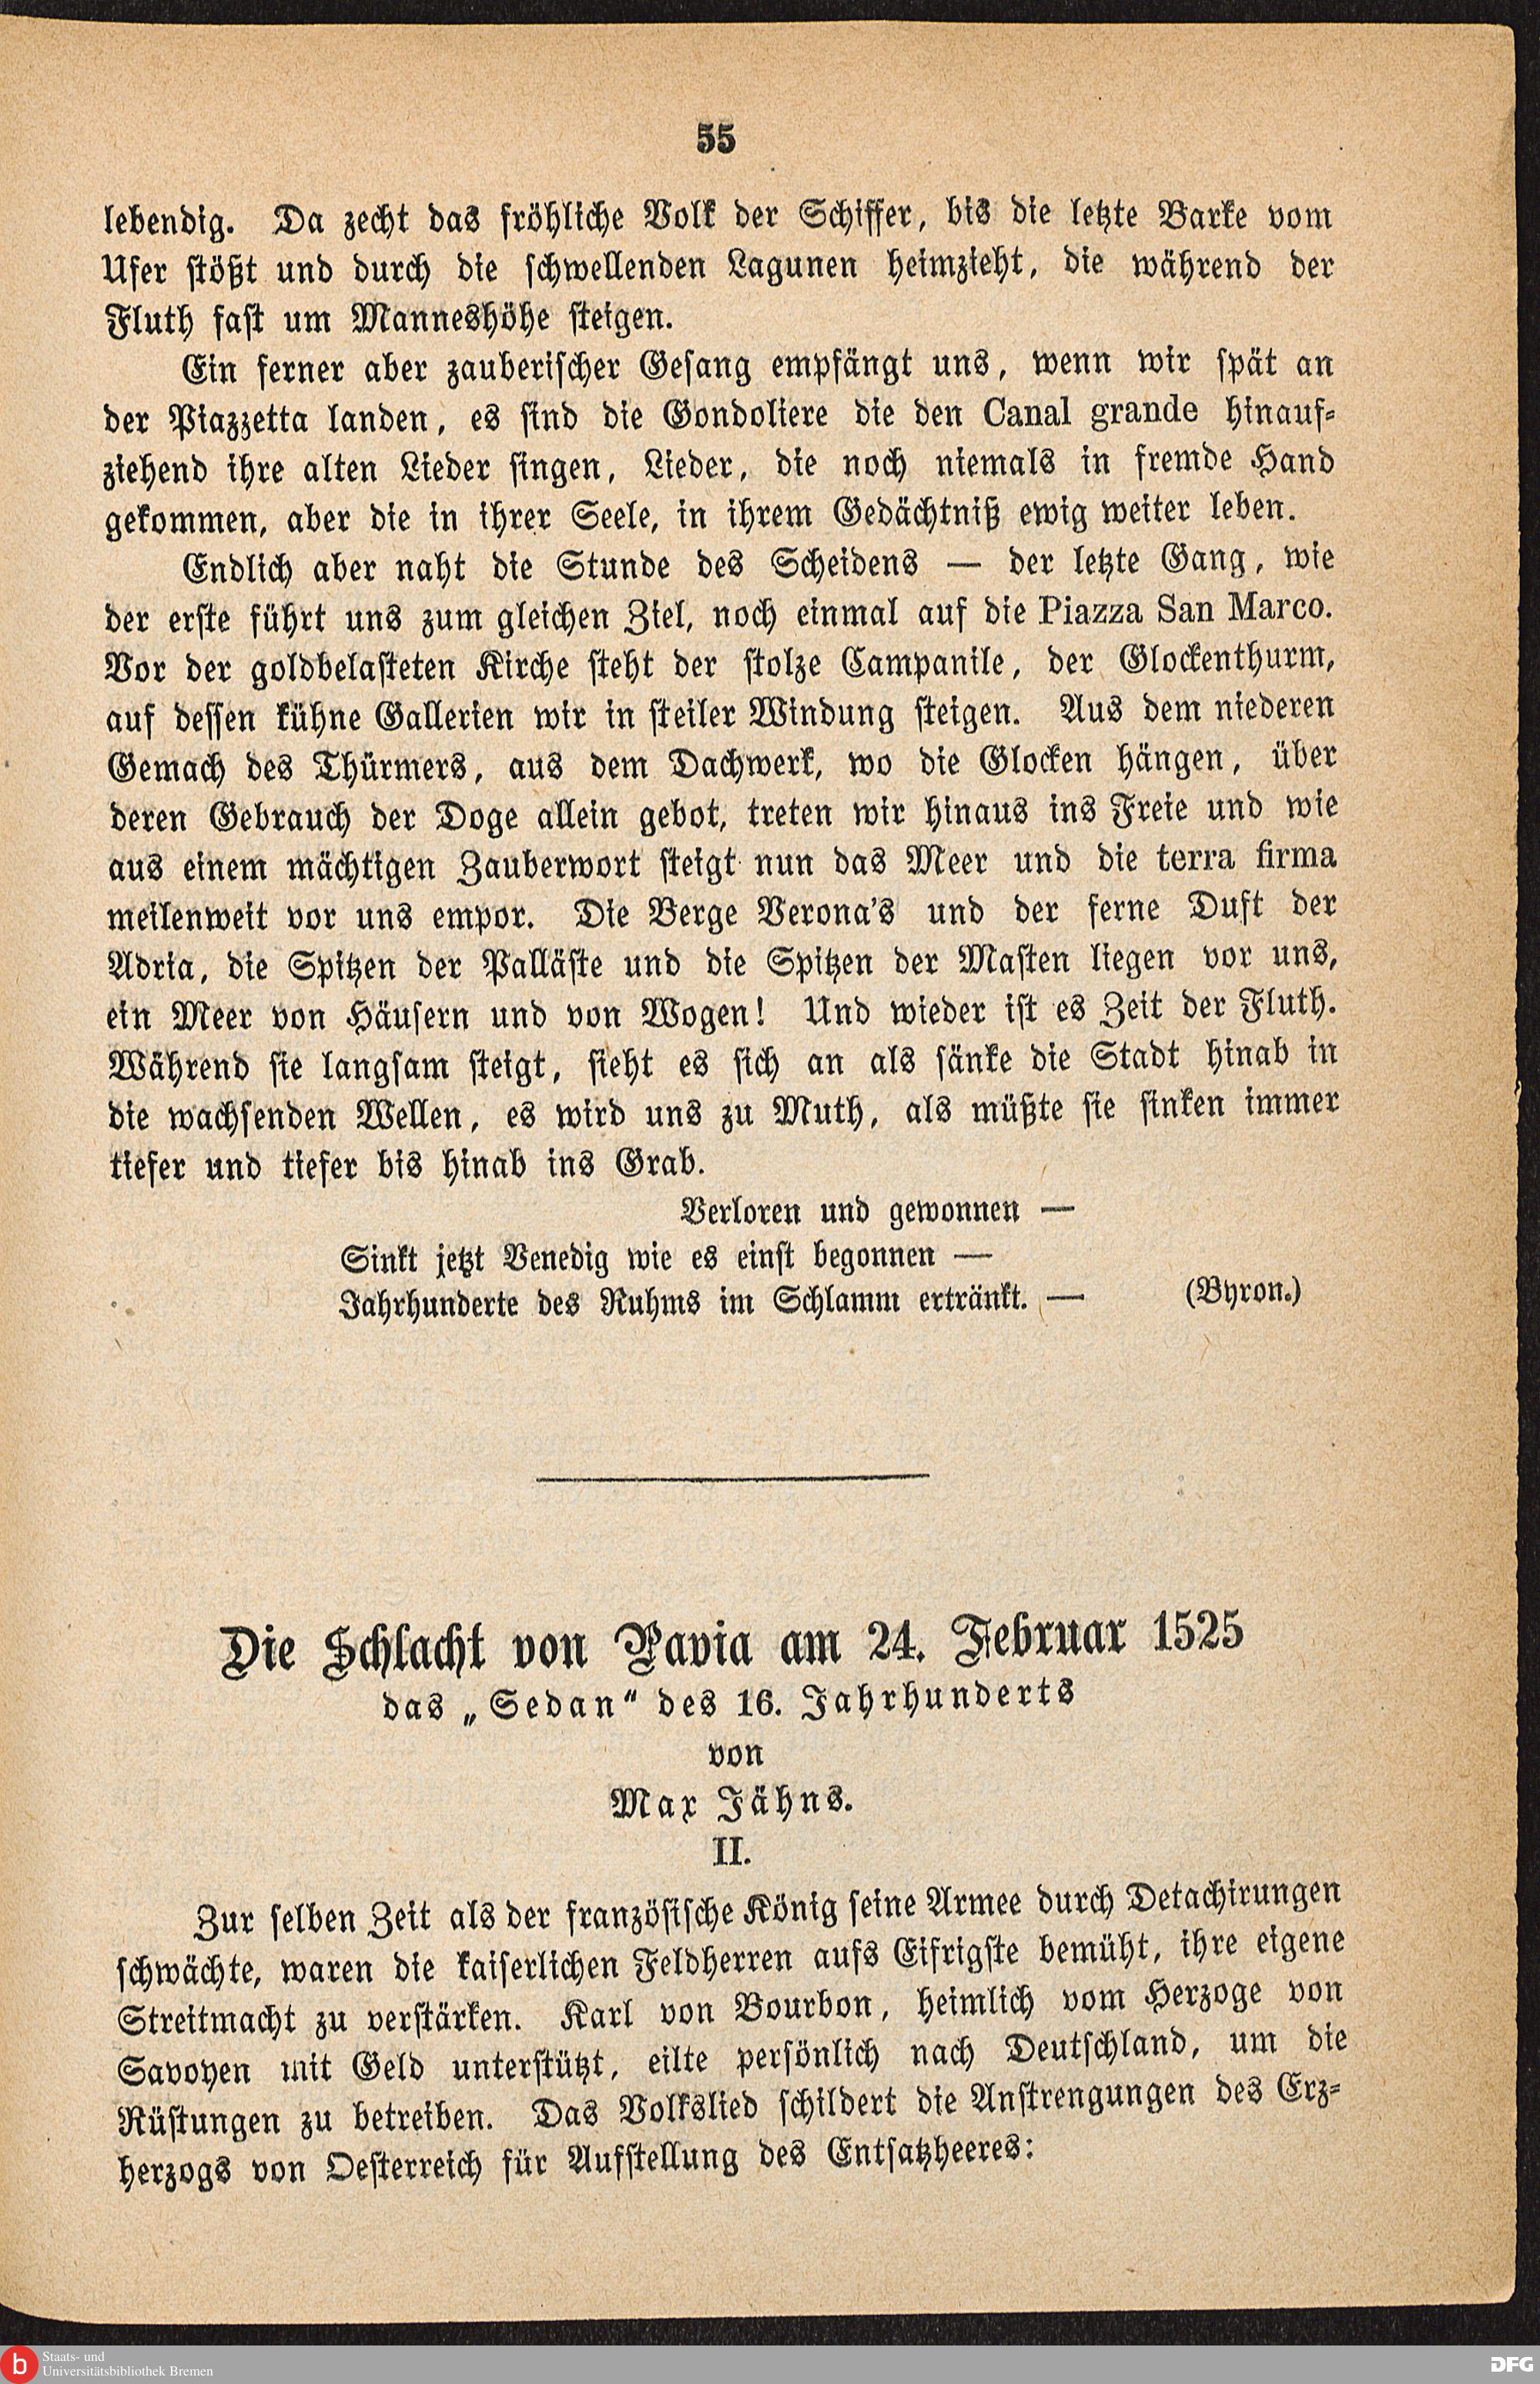 55
lebendig. Da zecht das fröhliche Volk der Schiffer, bis die letzte Barke vom
Ufer stößt und durch die schwellenden Lagunen heimzieht, die während der
Fluth fast um Manneshöhe steigen.
Ein ferner aber zauberischer Gesang empfängt uns, wenn wir spät an
der Piazzetta landen, es sind die Gondoliere die den Canal grande hinauf-
ziehend ihre alten Lieder singen, Lieder, die noch niemals in fremde Hand
gekommen, aber die in ihrer Seele, in ihrem Gedächtniß ewig weiter leben.
Endlich aber naht die Stunde des Scheidens — der letzte Gang, wie
der erste führt uns zum gleichen Ziel, noch einmal auf die Piazza San Marco.
Vor der goldbelasteten Kirche steht der stolze Campanile, der Glockenthurm,
auf dessen kühne Gallerien wir in steiler Windung steigen. Aus dem niederen
Gemach des Thürmers, aus dem Dachwerk, wo die Glocken hängen, über
deren Gebrauch der Doge allein gebot, treten wir hinaus ins Freie und wie
aus einem mächtigen Zauberwort steigt nun das Meer und die terra firma
meilenweit vor uns empor. Die Berge Verona's und der ferne Duft der
Adria, die Spitzen der Palläste und die Spitzen der Masten liegen vor uns,
ein Meer von Häusern und von Wogen! Und wieder ist es Zeit der Fluth.
Während sie langsam steigt, sieht es sich an als sänke die Stadt hinab in
die wachsenden Wellen, es wird uns zu Muth, als müßte sie sinken immer
tiefer und tiefer bis hinab ins Grab.
Verloren und gewonnen —
Sinkt jetzt Venedig wie es einst begonnen —
Jahrhunderte des Ruhms im Schlamm ertränkt. — (Byron.)
Die Schlacht von Pavia am 24. Februar 1525
das „Sedan“ des 16. Jahrhunderts
von
Max Jähns.
II.
Zur selben Zeit als der französische König seine Armee durch Detachirungen
schwächte, waren die kaiserlichen Feldherren aufs Eifrigste bemüht, ihre eigene
Streitmacht zu verstärken. Karl von Bourbon, heimlich vom Herzoge von
Savoyen mit Geld unterstützt, eilte persönlich nach Deutschland, um die
Rüstungen zu betreiben. Das Volkslied schildert die Anstrengungen des Erz-
herzogs von Oesterreich für Aufstellung des Entsatzheeres:
b Staats- und
Universitätsbibliothek Bremen
DFG